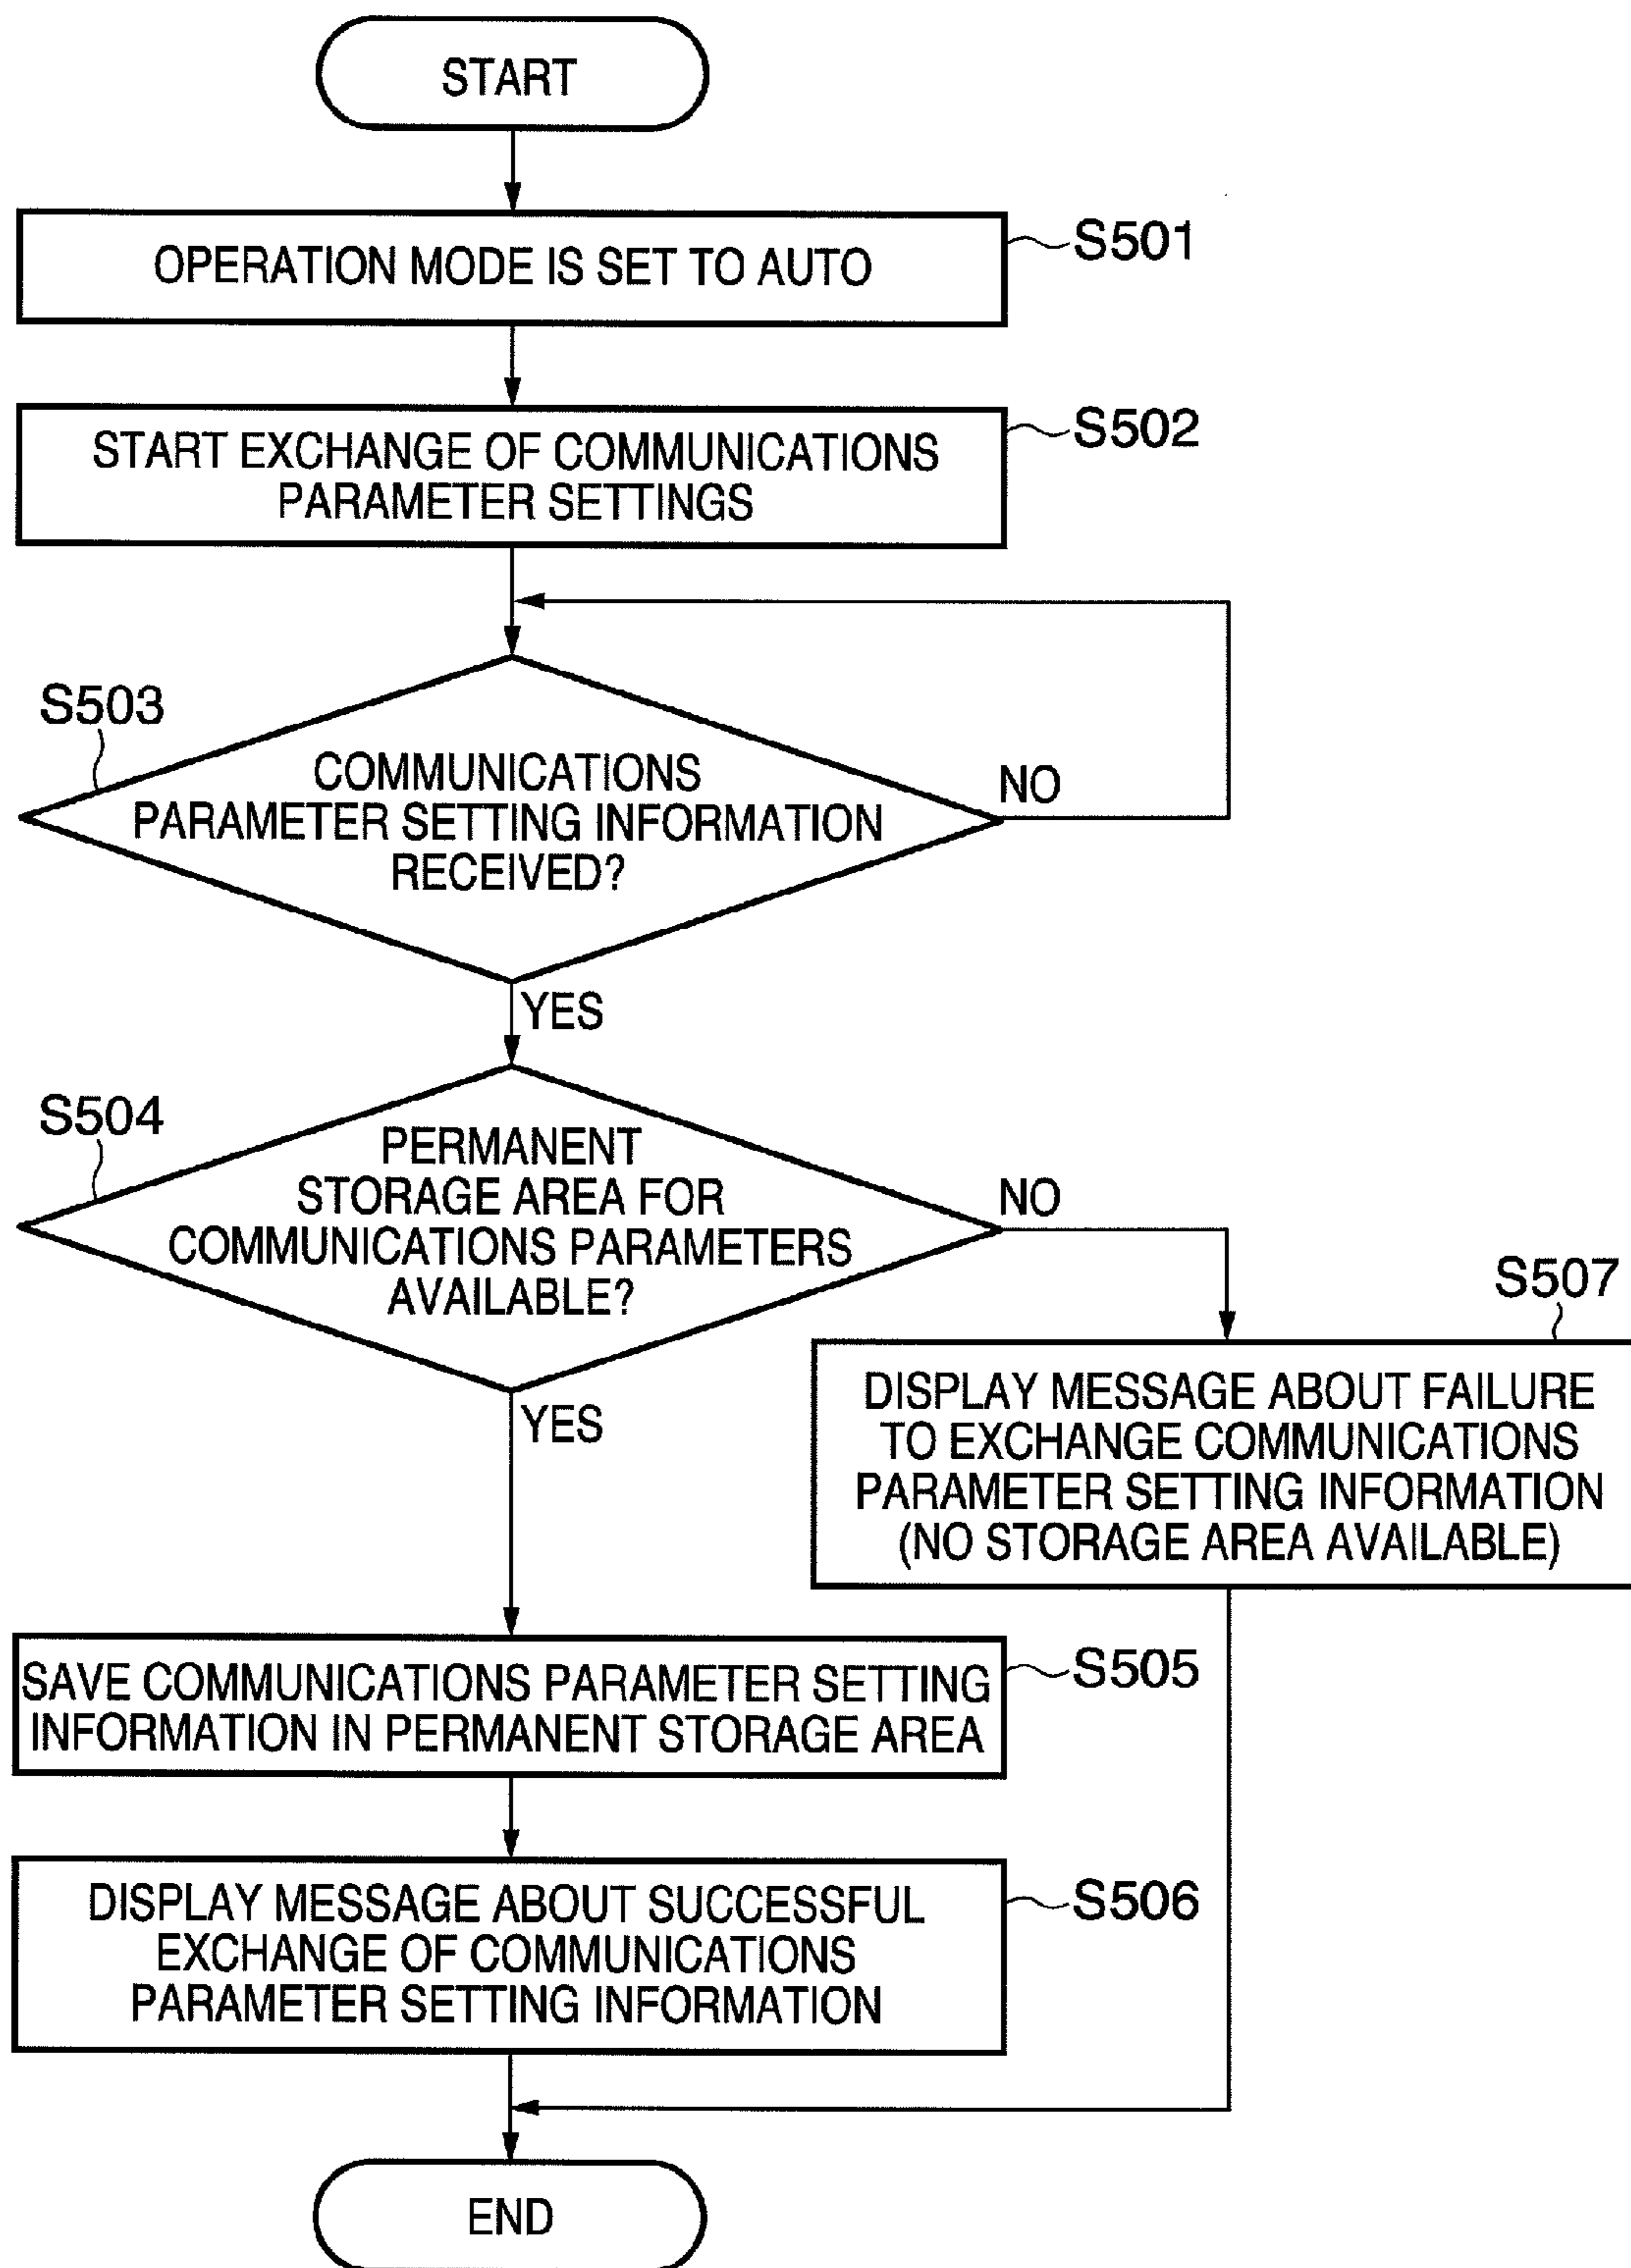 START
OPERATION MODE IS SET TO AUTO
S501
START EXCHANGE OF COMMUNICATIONS
PARAMETER SETTINGS
S502
S503
COMMUNICATIONS
PARAMETER SETTING INFORMATION
RECEIVED?
NO
YES
S504
PERMANENT
STORAGE AREA FOR
COMMUNICATIONS PARAMETERS
AVAILABLE?
NO
YES
S507
DISPLAY MESSAGE ABOUT FAILURE
TO EXCHANGE COMMUNICATIONS
PARAMETER SETTING INFORMATION
(NO STORAGE AREA AVAILABLE)
SAVE COMMUNICATIONS PARAMETER SETTING
INFORMATION IN PERMANENT STORAGE AREA
S505
DISPLAY MESSAGE ABOUT SUCCESSFUL
EXCHANGE OF COMMUNICATIONS
PARAMETER SETTING INFORMATION
S506
END